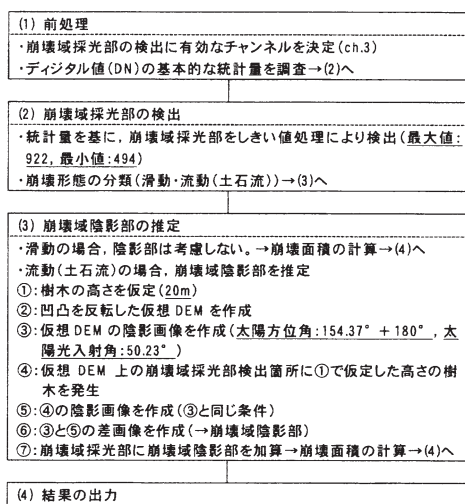 (1) 前処理
・崩壊域採光部の検出に有効なチャンネルを決定(ch.3)
・ディジタル値(DN)の基本的な統計量を調査→(2)へ
(2) 崩壊域採光部の検出
・統計量を基に,崩壊域採光部をしきい値処理により検出(最大値:
922, 最小値:494)
・崩壊形態の分類(滑動・流動(土石流))→(3)へ
(3) 崩壊域陰影部の推定
・滑動の場合,陰影部は考慮しない。→崩壊面積の計算→(4)へ
・流動(土石流)の場合,崩壊域陰影部を推定
①:樹木の高さを仮定(20m)
②:凹凸を反転した仮想 DEM を作成
③:仮想 DEM の陰影画像を作成(太陽方位角:154.37°+180°,太
陽光入射角:50.23°)
④:仮想 DEM 上の崩壊域採光部検出箇所に①で仮定した高さの樹
木を発生
⑤:④の陰影画像を作成(③と同じ条件)
⑥:③と⑤の差画像を作成(→崩壊域陰影部)
⑦:崩壊域採光部に崩壊域陰影部を加算→崩壊面積の計算→(4)へ
(4) 結果の出力